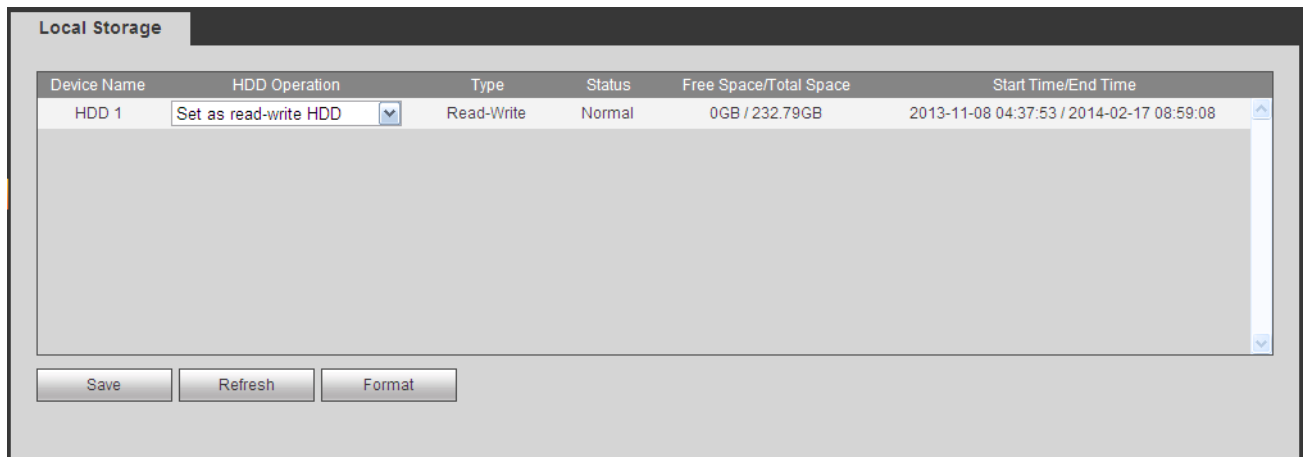 Local Storage
Device Name HDD Operation Type Status Free Space/Total Space Start Time/End Time
HDD 1 Set as read-write HDD Read-Write Normal 0GB / 232.79GB 2013-11-08 04:37:53 / 2014-02-17 08:59:08
Save Refresh Format